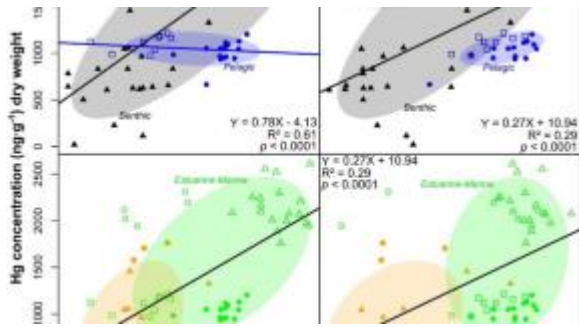 Hg concentration (ng·g⁻¹) dry weight
1000
500
0
Benthic
Pelagic
Y = 0.78X - 4.13
R² = 0.61
p < 0.0001
Benthic
Pelagic
Y = 0.27X + 10.94
R² = 0.29
p < 0.0001
2500
2000
1500
1000
Estuarine-Marine
Y = 0.27X + 10.94
R² = 0.29
p < 0.0001
Estuarine-Marine